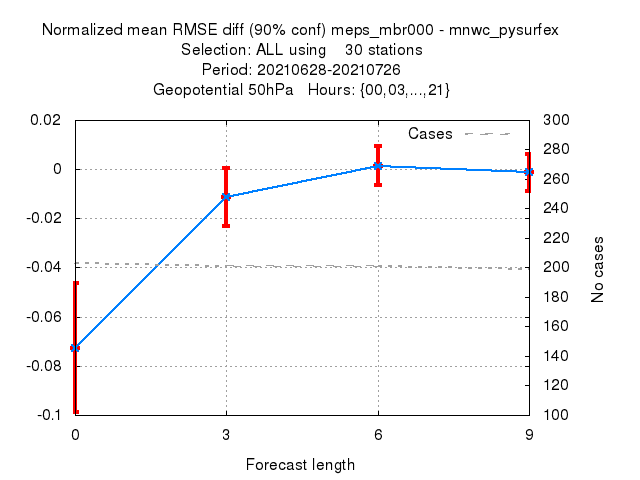 Normalized mean RMSE diff (90% conf) meps_mbr000 - mnwc_pysurfex
Selection: ALL using    30 stations
Period: 20210628-20210726
Geopotential 50hPa   Hours: {00,03,...,21}
Cases
0.02
0
-0.02
-0.04
-0.06
-0.08
-0.1
300
280
260
240
220
200
180
160
140
120
100
No cases
0 3 6 9
Forecast length